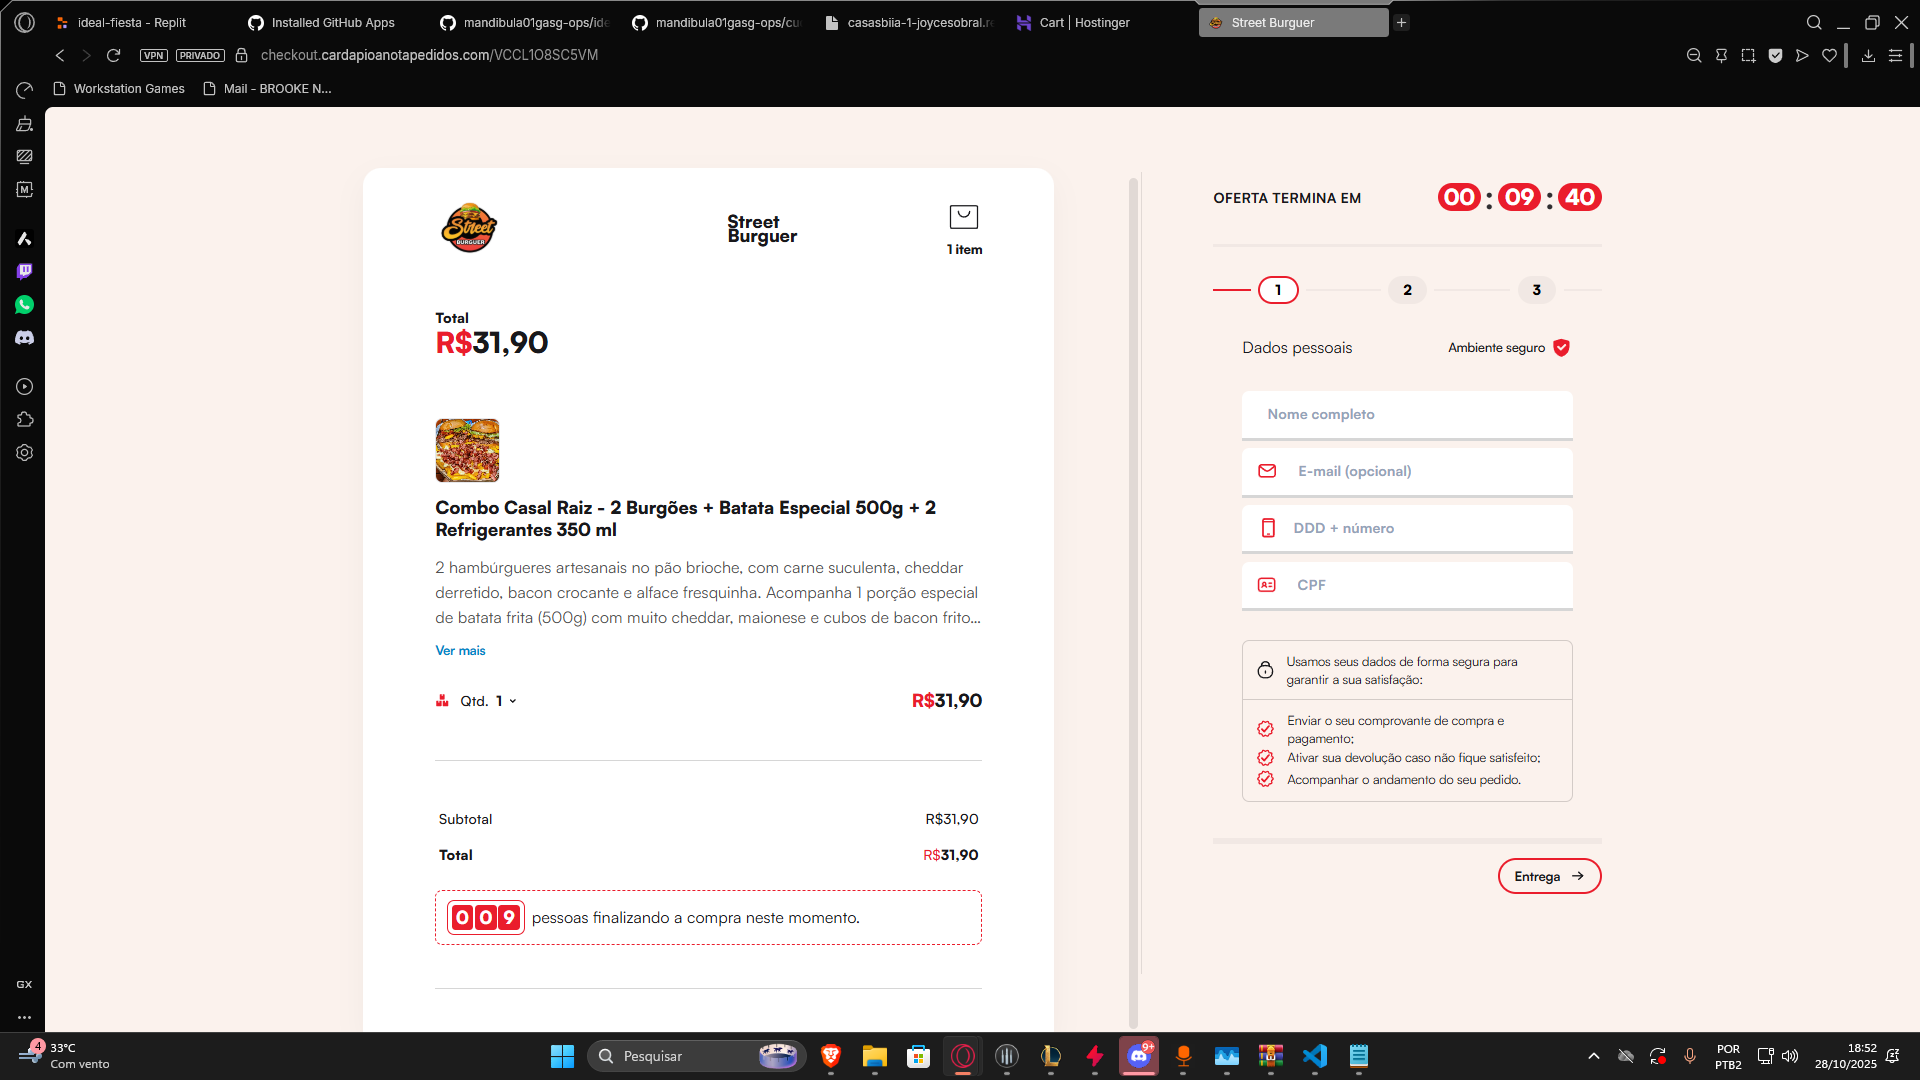 ideal-fiesta - Replit
Installed GitHub Apps
mandibula01gasg-ops/ide
mandibula01gasg-ops/cu
casasbiia-1-joycesobral.re
Cart | Hostinger
Street Burguer
VPN
PRIVADO
checkout.cardapioanotapedidos.com/VCCL1O8SC5VM
Workstation Games
Mail - BROOKE N...
Street
BURGUER
Street
Burguer
1 item
Total
R$31,90
Combo Casal Raiz - 2 Burgões + Batata Especial 500g + 2
Refrigerantes 350 ml
2 hambúrgueres artesanais no pão brioche, com carne suculenta, cheddar
derretido, bacon crocante e alface fresquinha. Acompanha 1 porção especial
de batata frita (500g) com muito cheddar, maionese e cubos de bacon frito...
Ver mais
Qtd. 1
R$31,90
Subtotal
R$31,90
Total
R$31,90
0 0 9 pessoas finalizando a compra neste momento.
OFERTA TERMINA EM
00 : 09 : 40
1
2
3
Dados pessoais
Ambiente seguro
Nome completo
E-mail (opcional)
DDD + número
CPF
Usamos seus dados de forma segura para
garantir a sua satisfação:
Enviar o seu comprovante de compra e
pagamento;
Ativar sua devolução caso não fique satisfeito;
Acompanhar o andamento do seu pedido.
Entrega
GX
4
33°C
Com vento
Pesquisar
9+
POR
PTB2
18:52
28/10/2025